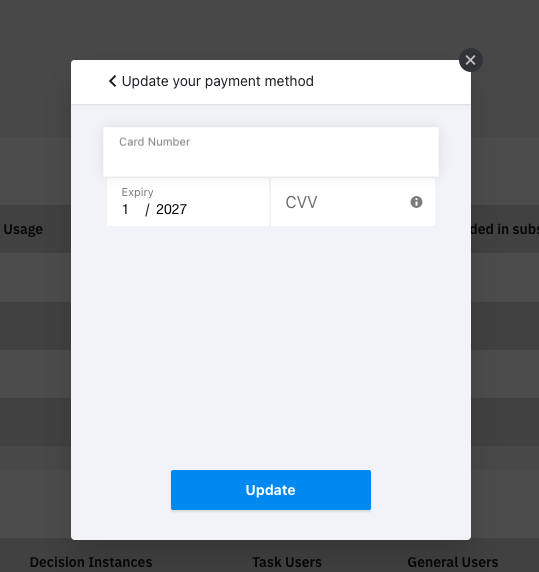 Update your payment method
Card Number
Expiry
1 / 2027
CVV
Update
Usage
ded in subs
Decision Instances
Task Users
General Users